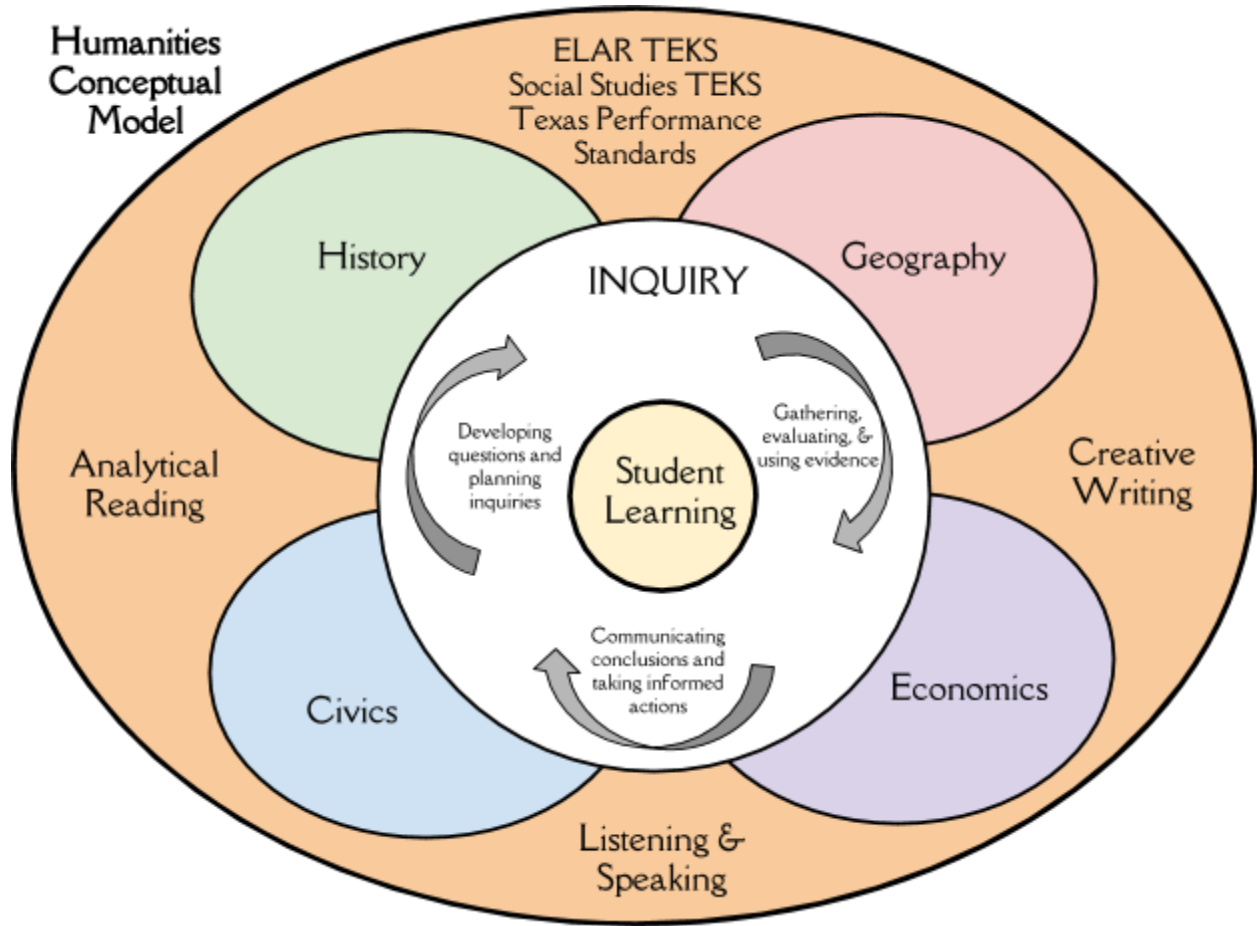 Humanities
Conceptual
Model
ELAR TEKS
Social Studies TEKS
Texas Performance
Standards
History
Geography
INQUIRY
Developing
questions and
planning
inquiries
Gathering,
evaluating, &
using evidence
Student
Learning
Analytical
Reading
Creative
Writing
Communicating
conclusions and
taking informed
actions
Civics
Economics
Listening &
Speaking